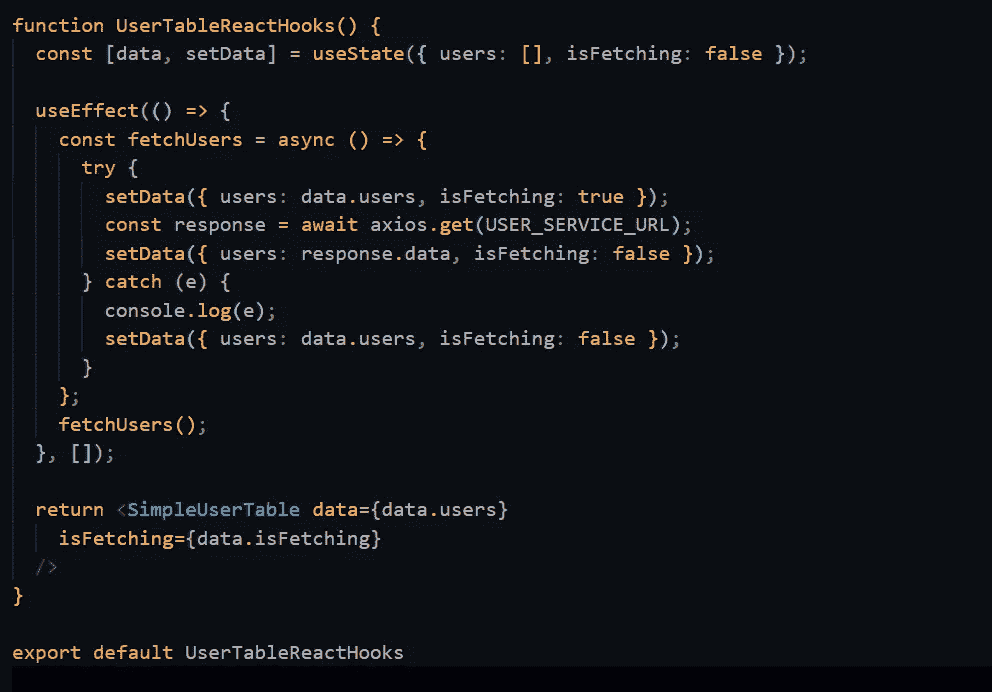 function UserTableReactHooks() {
  const [data, setData] = useState({ users: [], isFetching: false });

  useEffect(() => {
    const fetchUsers = async () => {
      try {
        setData({ users: data.users, isFetching: true });
        const response = await axios.get(USER_SERVICE_URL);
        setData({ users: response.data, isFetching: false });
      } catch (e) {
        console.log(e);
        setData({ users: data.users, isFetching: false });
      }
    };
    fetchUsers();
  }, []);

  return <SimpleUserTable data={data.users}
    isFetching={data.isFetching}
  />
}

export default UserTableReactHooks